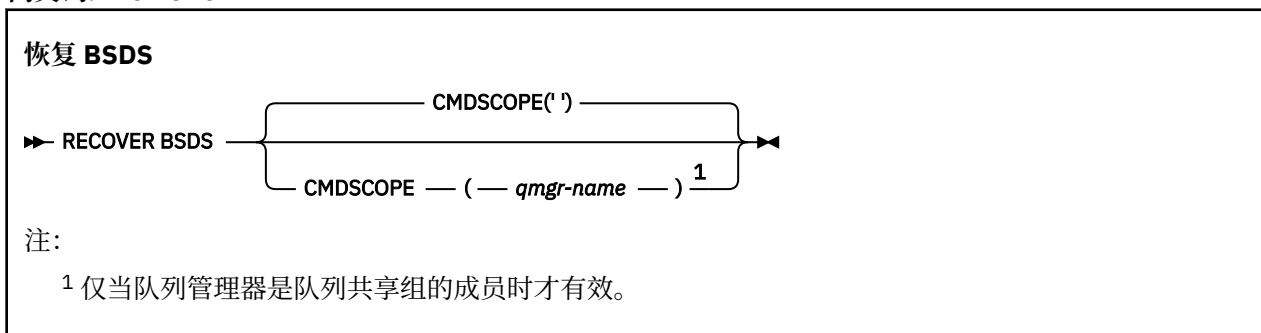 恢复 BSDS
CMDSCOPE(' ')
RECOVER BSDS
CMDSCOPE ( qmgr-name ) 1
注:
1 仅当队列管理器是队列共享组的成员时才有效。